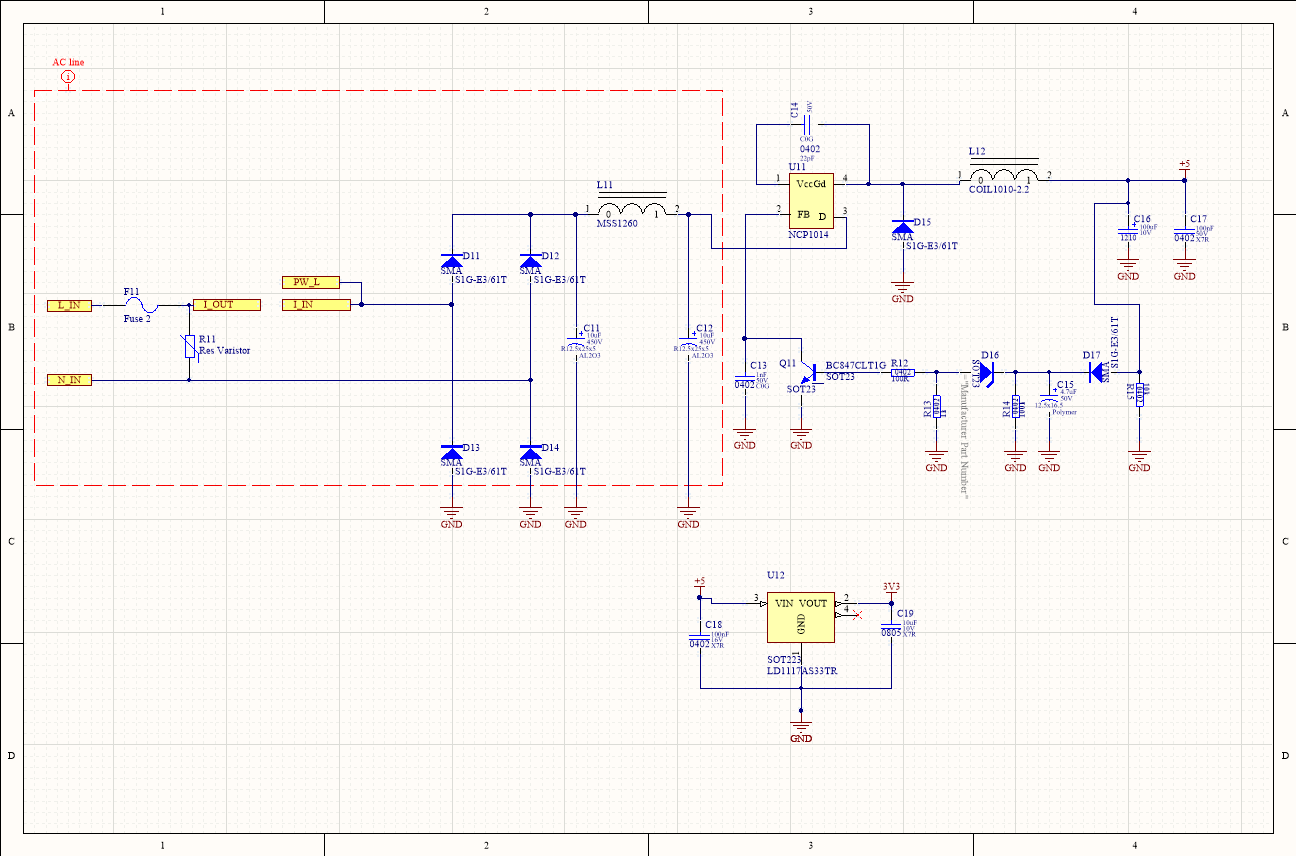 1 2 3 4
A A
B B
C C
D D
AC line
i
L_IN
F11
Fuse 2
I_OUT
PW_L
I_IN
R11
Res Varistor
N_IN
D11
SMA
S1G-E3/61T
D12
SMA
S1G-E3/61T
D13
SMA
S1G-E3/61T
D14
SMA
S1G-E3/61T
GND
GND
GND
GND
L11
1 0 1 2
MSS1260
C11
10uF
450V
R12.5x25x5
AL2O3
C12
10uF
450V
R12.5x25x5
AL2O3
C14
50V
C0G
0402
22pF
U11
1 VccGd 4
2 FB D 3
NCP1014
D15
SMA
S1G-E3/61T
GND
L12
1 0 1 2
COIL1010-2.2
+5
C16
100uF
10V
1210
GND
C17
100nF
50V
0402 X7R
GND
C13
1nF
50V
0402 C0G
GND
Q11
BC847CLT1G
SOT23
SOT23
GND
R12
0402
100R
R13
0402
GND
D16
SOT23
="Manufacturer Part Number"
R14
0402
GND
C15
4.7uF
50V
12.5x16.5
Polymer
GND
D17
SMA
S1G-E3/61T
R15
0402
GND
+5
U12
3 VIN VOUT 2
4
GND
1
3V3
C18
100nF
16V
0402 X7R
C19
10uF
10V
0805 X7R
SOT223
LD1117AS33TR
GND
1 2 3 4